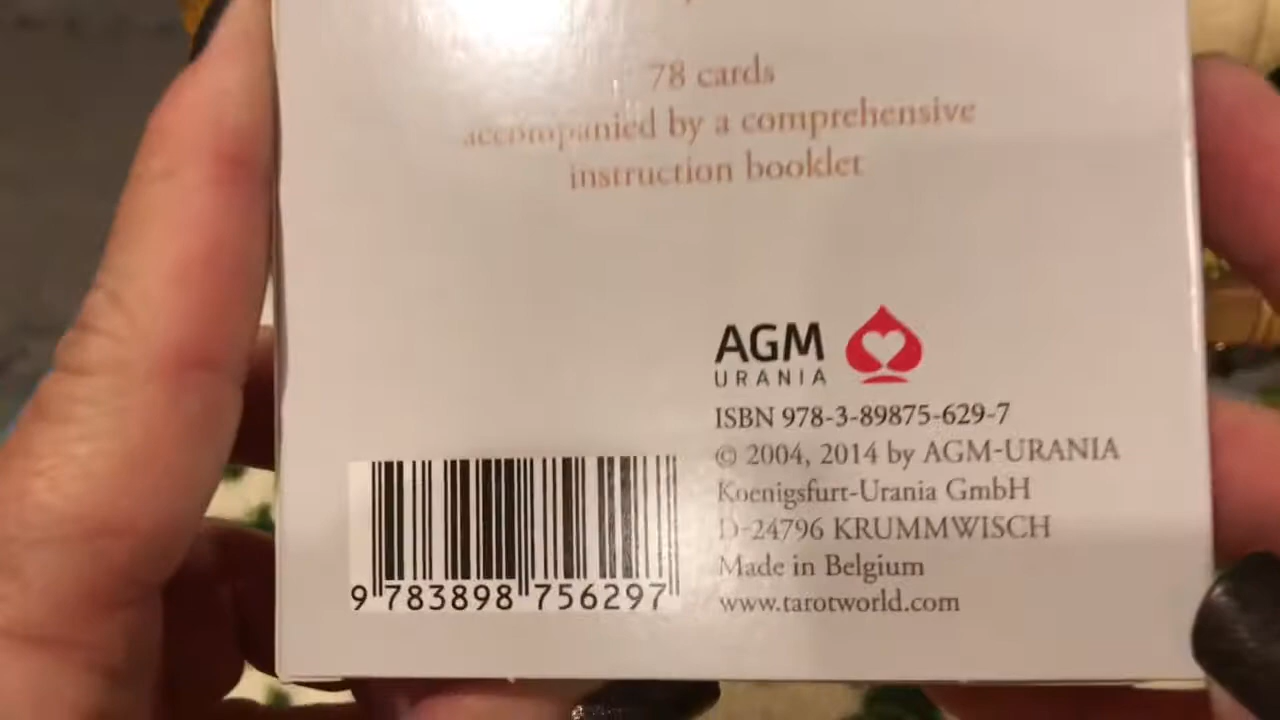 78 cards
accompanied by a comprehensive
instruction booklet
AGM
URANIA
ISBN 978-3-89875-629-7
© 2004, 2014 by AGM-URANIA
Koenigsfurt-Urania GmbH
D-24796 KRUMMWISCH
Made in Belgium
www.tarotworld.com
9 783898 756297